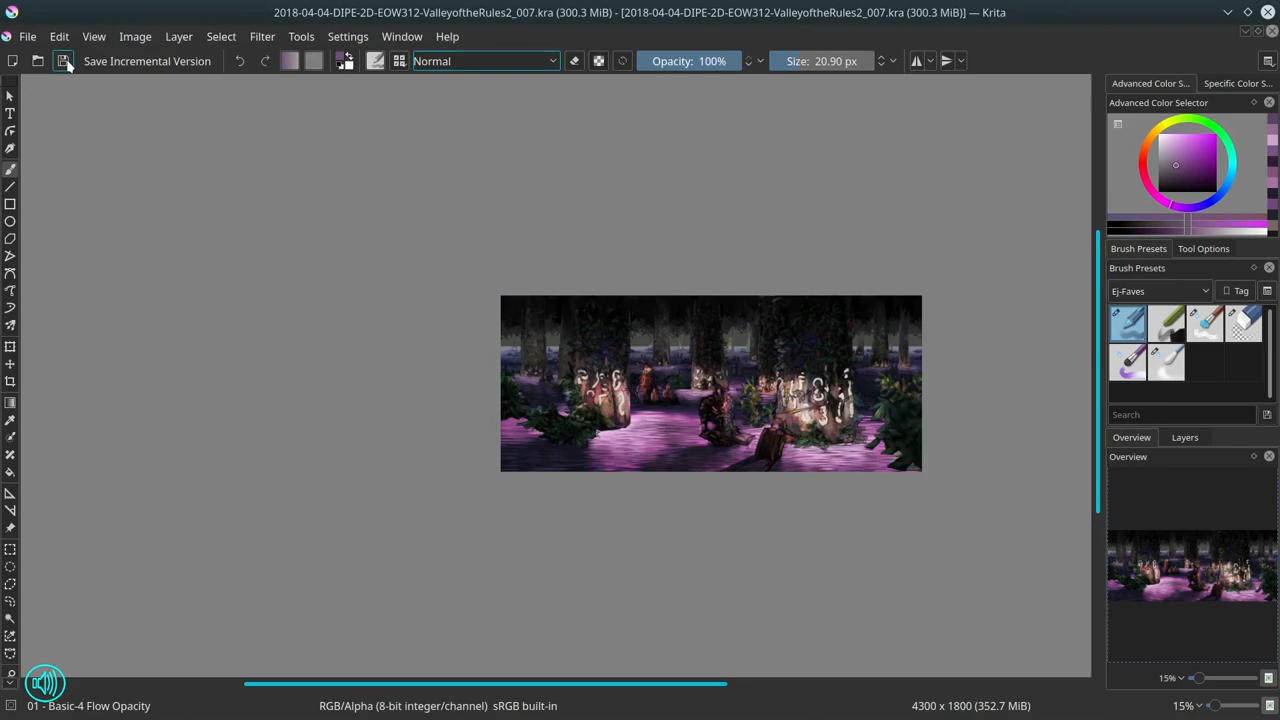 2018-04-04-DIPE-2D-EOW312-ValleyoftheRules2_007.kra (300.3 MiB) - [2018-04-04-DIPE-2D-EOW312-ValleyoftheRules2_007.kra (300.3 MiB)] — Krita
File Edit View Image Layer Select Filter Tools Settings Window Help
Save Incremental Version Normal Opacity: 100% Size: 20.90 px
Advanced Color S... Specific Color S...
Advanced Color Selector
Brush Presets Tool Options
Brush Presets
Ej-Faves Tag
Search
Overview Layers
Overview
15%
01 - Basic-4 Flow Opacity RGB/Alpha (8-bit integer/channel) sRGB built-in 4300 x 1800 (352.7 MiB) 15%